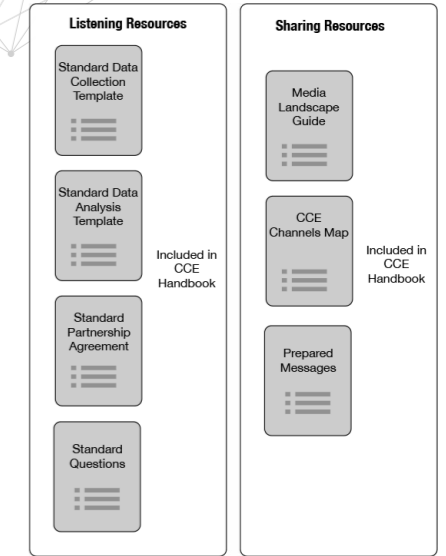 Listening Resources
Standard Data
Collection
Template
Standard Data
Analysis
Template
Included in
CCE
Handbook
Standard
Partnership
Agreement
Standard
Questions
Sharing Resources
Media
Landscape
Guide
CCE
Channels Map
Included in
CCE
Handbook
Prepared
Messages